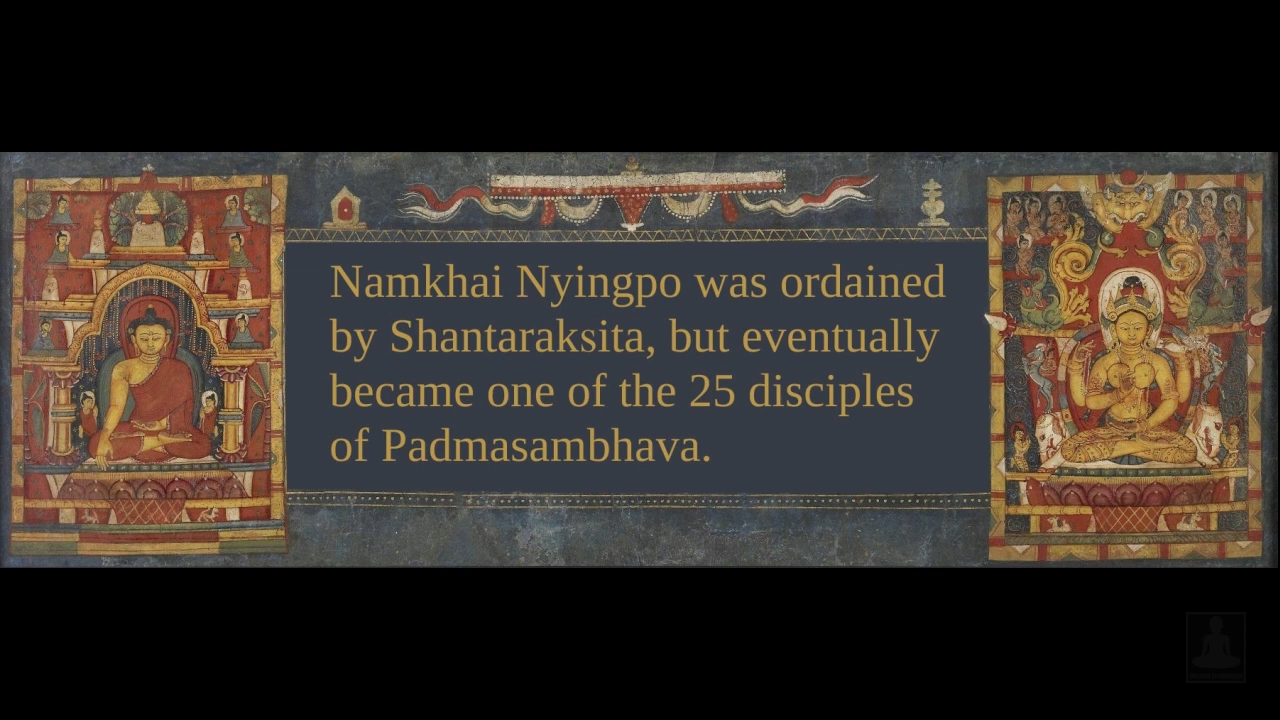 Namkhai Nyingpo was ordained
by Shantaraksita, but eventually
became one of the 25 disciples
of Padmasambhava.